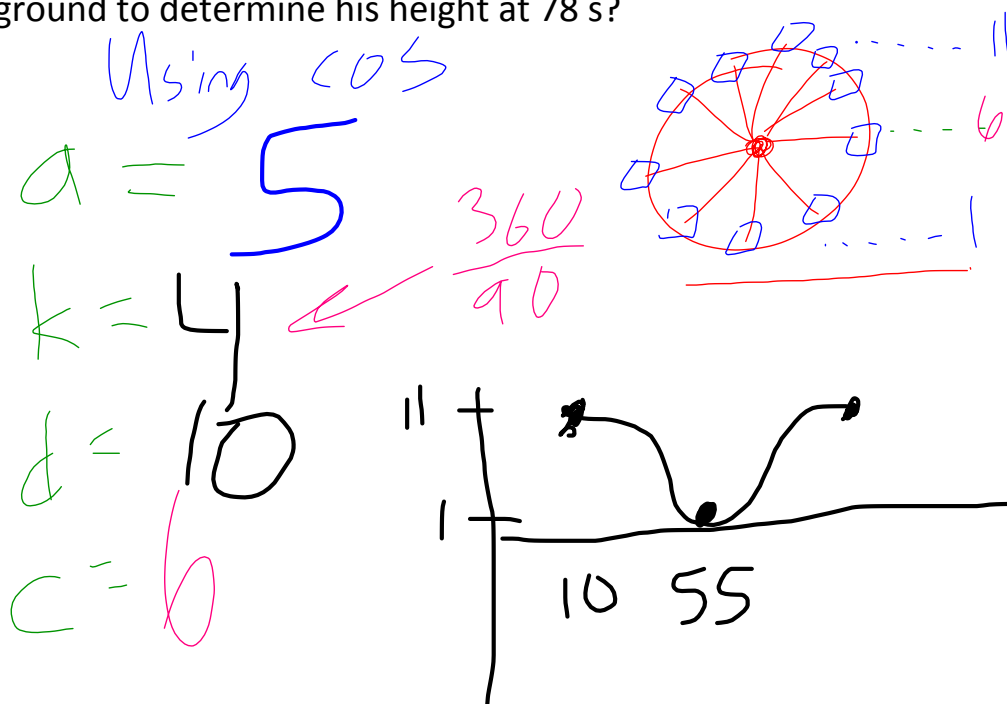 ground to determine his height at 78 s?
Using cos
11
6
1
a = 5
360
90
k = 4
d = 10
c = 6
11
1
10 55